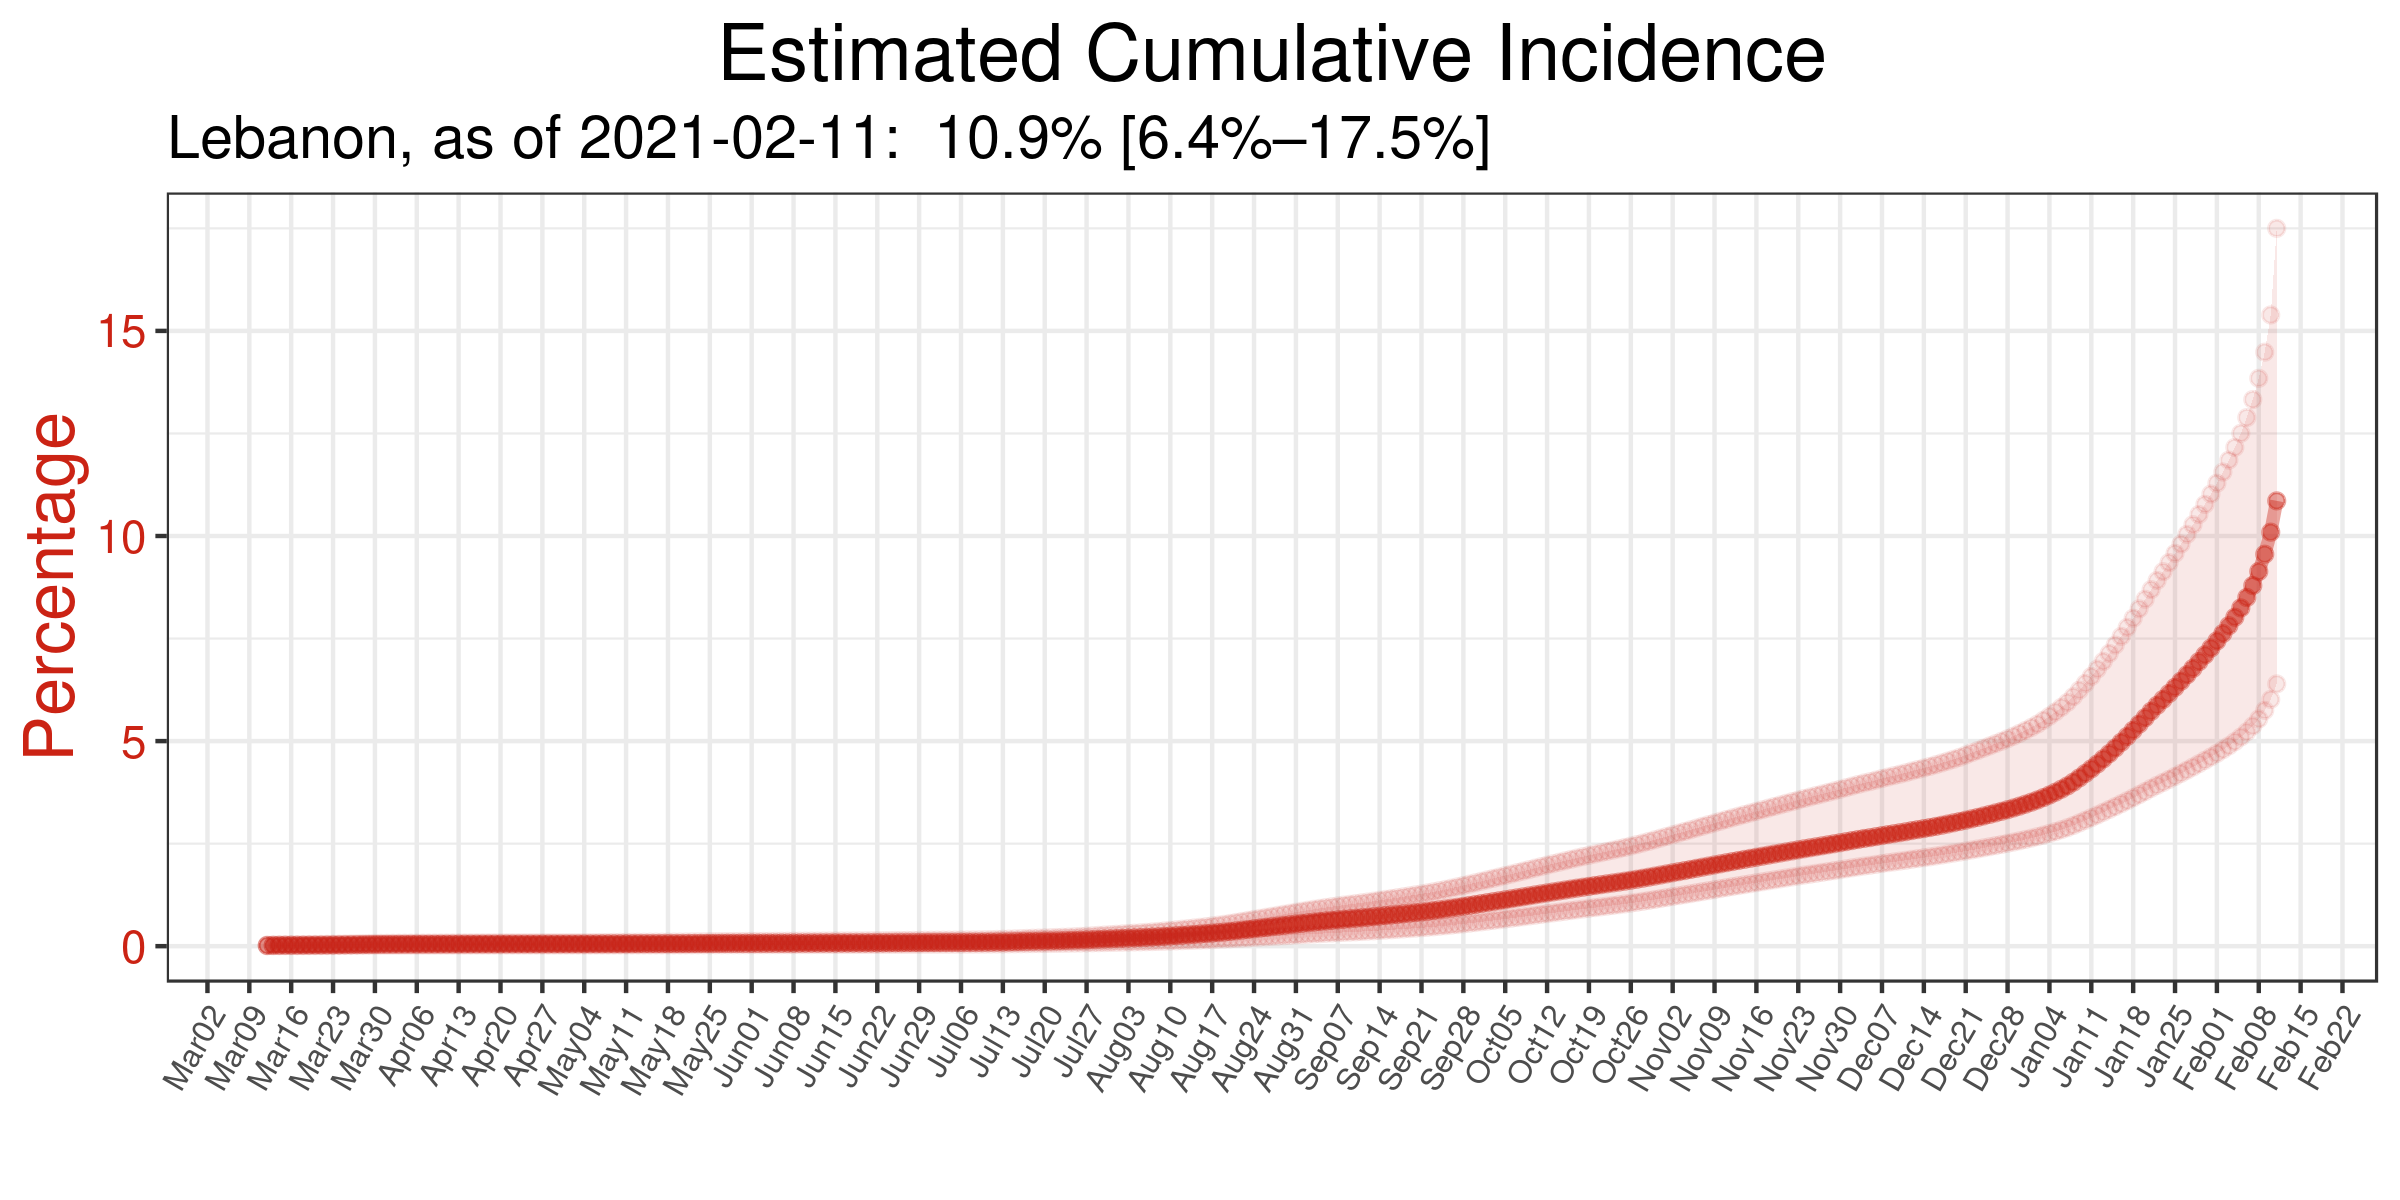 Estimated Cumulative Incidence
Lebanon, as of 2021-02-11:  10.9% [6.4%–17.5%]
Percentage
15
10
5
0
Mar02 Mar09 Mar16 Mar23 Mar30 Apr06 Apr13 Apr20 Apr27 May04 May11 May18 May25 Jun01 Jun08 Jun15 Jun22 Jun29 Jul06 Jul13 Jul20 Jul27 Aug03 Aug10 Aug17 Aug24 Aug31 Sep07 Sep14 Sep21 Sep28 Oct05 Oct12 Oct19 Oct26 Nov02 Nov09 Nov16 Nov23 Nov30 Dec07 Dec14 Dec21 Dec28 Jan04 Jan11 Jan18 Jan25 Feb01 Feb08 Feb15 Feb22